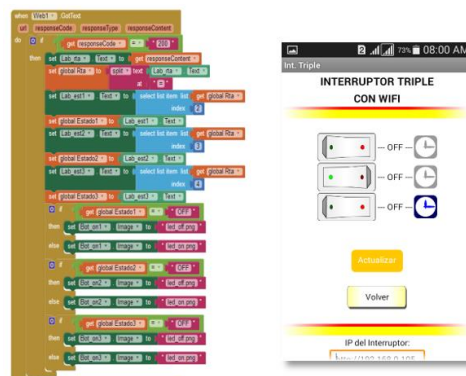 when Web1 .GotText
url responseCode responseType responseContent
do if get responseCode = "200"
then set Lab_rta . Text to get responseContent
set global Rta to split text Lab_rta . Text
at
set Lab_est1 . Text to select list item list get global Rta
index 2
set global Estado1 to Lab_est1 . Text
set Lab_est2 . Text to select list item list get global Rta
index 3
set global Estado2 to Lab_est2 . Text
set Lab_est3 . Text to select list item list get global Rta
index 4
set global Estado3 to Lab_est3 . Text
if get global Estado1 = "OFF"
then set Bot_on1 . Image to "led_off.png"
else set Bot_on1 . Image to "led_on.png"
if get global Estado2 = "OFF"
then set Bot_on2 . Image to "led_off.png"
else set Bot_on2 . Image to "led_on.png"
if get global Estado3 = "OFF"
then set Bot_on3 . Image to "led_off.png"
else set Bot_on3 . Image to "led_on.png"
2 73% 08:00 AM
Int. Triple
INTERRUPTOR TRIPLE
CON WIFI
OFF
OFF
OFF
Actualizar
Volver
IP del Interruptor:
http://192.168.0.105